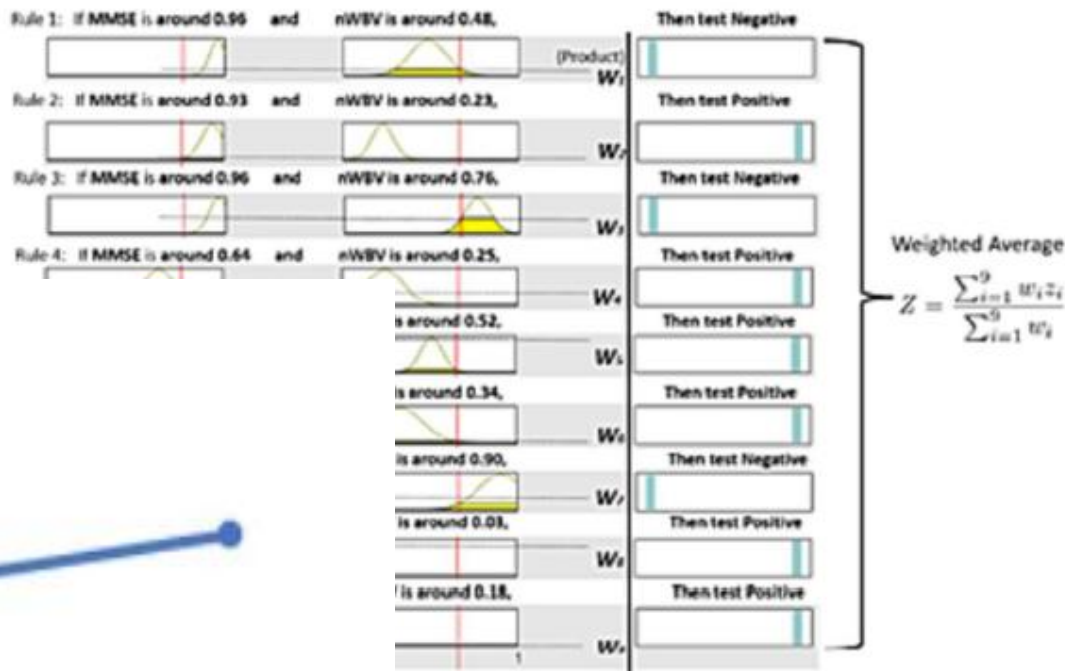 Rule 1: If MMSE is around 0.96 and nWBV is around 0.48, Then test Negative
(Product)
W₁
Rule 2: If MMSE is around 0.93 and nWBV is around 0.23, Then test Positive
W₂
Rule 3: If MMSE is around 0.96 and nWBV is around 0.76, Then test Negative
W₃
Rule 4: If MMSE is around 0.64 and nWBV is around 0.25, Then test Positive
W₄
is around 0.52, Then test Positive
W₅
is around 0.34, Then test Positive
W₆
is around 0.90, Then test Negative
W₇
is around 0.03, Then test Positive
W₈
is around 0.18, Then test Positive
W₉
1
Weighted Average
Z = ∑⁹ᵢ₌₁ wᵢzᵢ / ∑⁹ᵢ₌₁ wᵢ